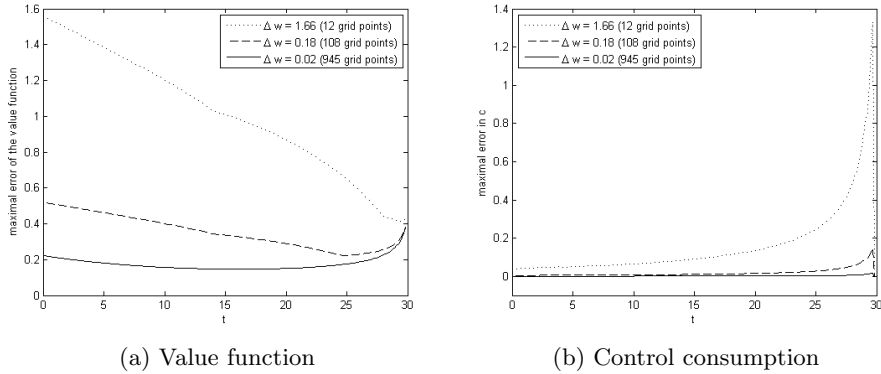 1.6
1.4
1.2
1
0.8
0.6
0.4
0.2
0
maximal error of the value function
Δ w = 1.66 (12 grid points)
Δ w = 0.18 (108 grid points)
Δ w = 0.02 (945 grid points)
0 5 10 15 20 25 30
t
(a) Value function
1.4
1.2
1
0.8
0.6
0.4
0.2
0
maximal error in c
Δ w = 1.66 (12 grid points)
Δ w = 0.18 (108 grid points)
Δ w = 0.02 (945 grid points)
0 5 10 15 20 25 30
t
(b) Control consumption